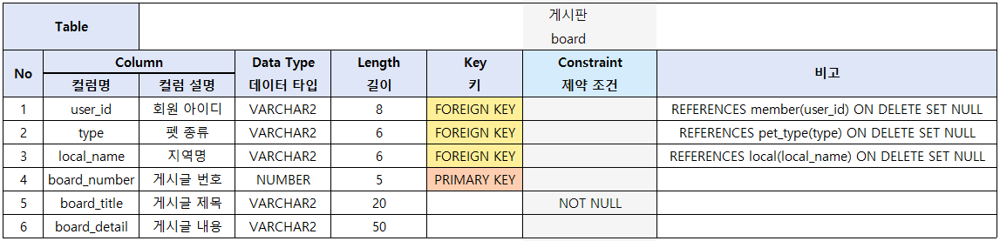 Table 게시판
board
No Column Data Type Length Key Constraint 비고
컬럼명 컬럼 설명 데이터 타입 길이 키 제약 조건
1 user_id 회원 아이디 VARCHAR2 8 FOREIGN KEY REFERENCES member(user_id) ON DELETE SET NULL
2 type 펫 종류 VARCHAR2 6 FOREIGN KEY REFERENCES pet_type(type) ON DELETE SET NULL
3 local_name 지역명 VARCHAR2 6 FOREIGN KEY REFERENCES local(local_name) ON DELETE SET NULL
4 board_number 게시글 번호 NUMBER 5 PRIMARY KEY
5 board_title 게시글 제목 VARCHAR2 20 NOT NULL
6 board_detail 게시글 내용 VARCHAR2 50